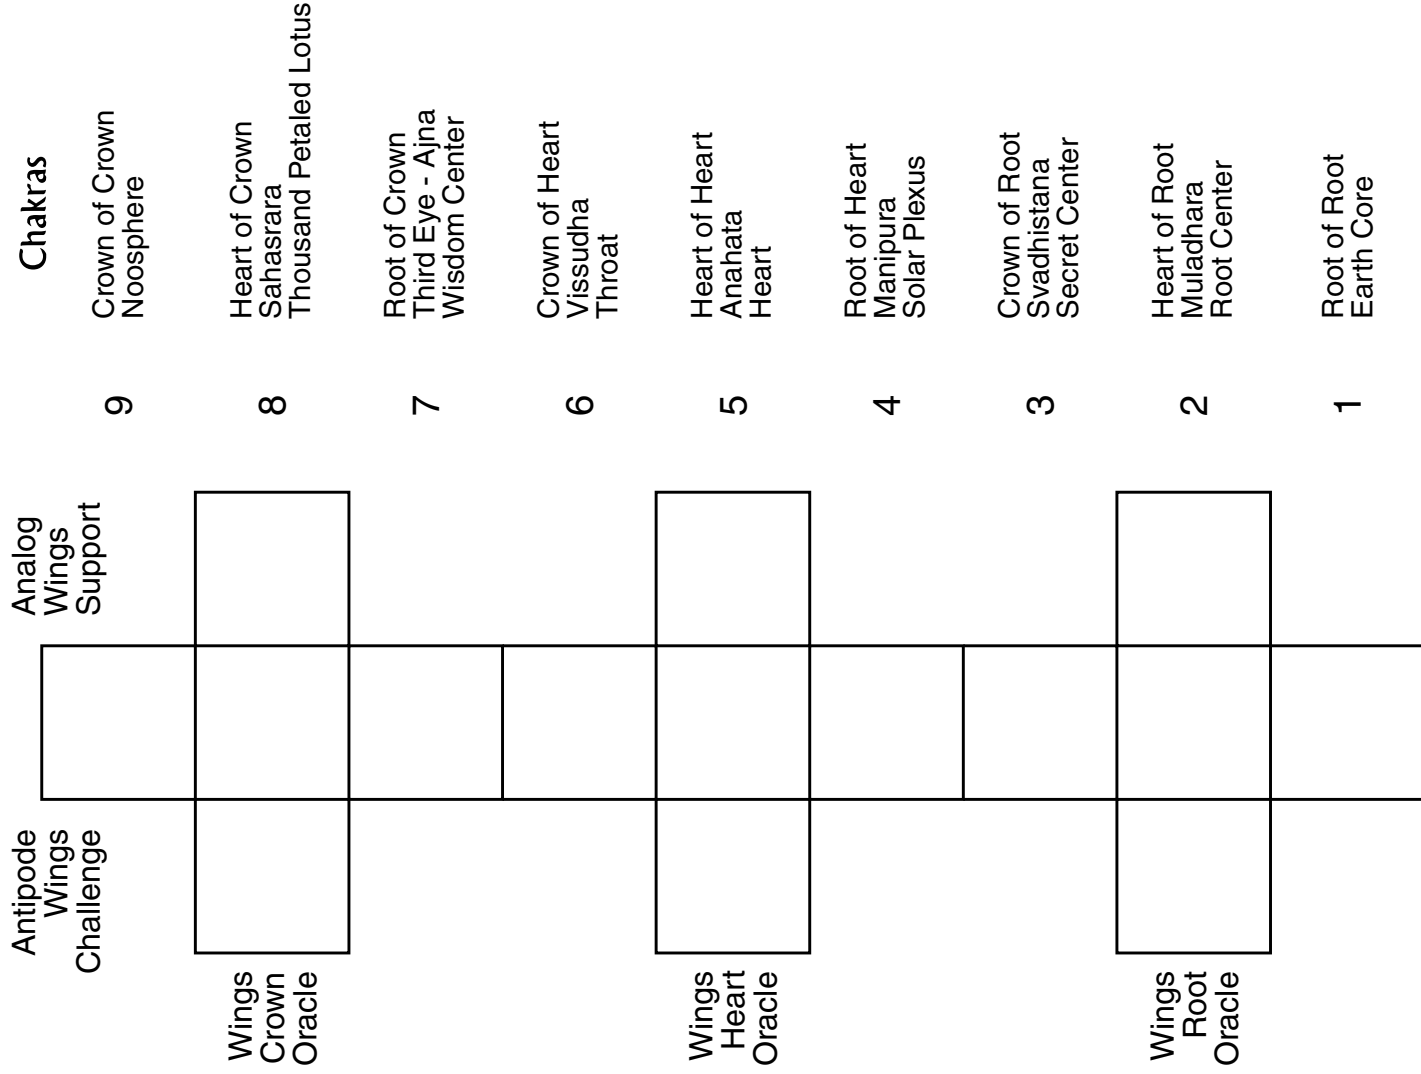 Chakras
Antipode
Wings
Challenge
Analog
Wings
Support
9
Crown of Crown
Noosphere
Wings
Crown
Oracle
8
Heart of Crown
Sahasrara
Thousand Petaled Lotus
7
Root of Crown
Third Eye - Ajna
Wisdom Center
6
Crown of Heart
Vissudha
Throat
Wings
Heart
Oracle
5
Heart of Heart
Anahata
Heart
4
Root of Heart
Manipura
Solar Plexus
3
Crown of Root
Svadhistana
Secret Center
Wings
Root
Oracle
2
Heart of Root
Muladhara
Root Center
1
Root of Root
Earth Core